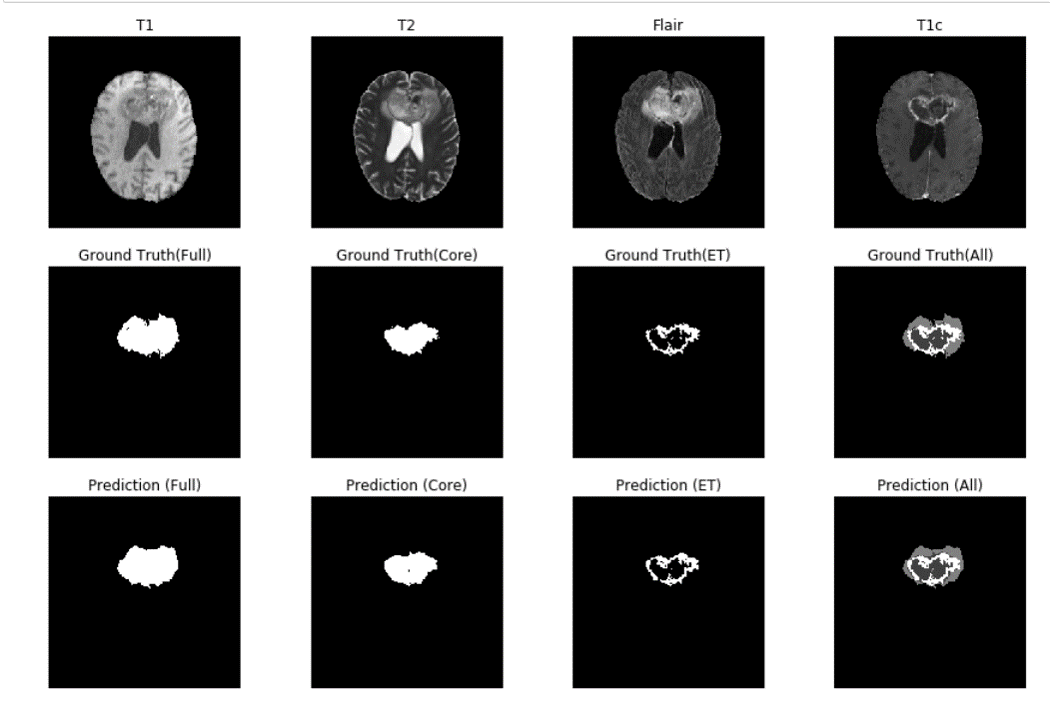 T1 T2 Flair T1c
Ground Truth(Full) Ground Truth(Core) Ground Truth(ET) Ground Truth(All)
Prediction (Full) Prediction (Core) Prediction (ET) Prediction (All)